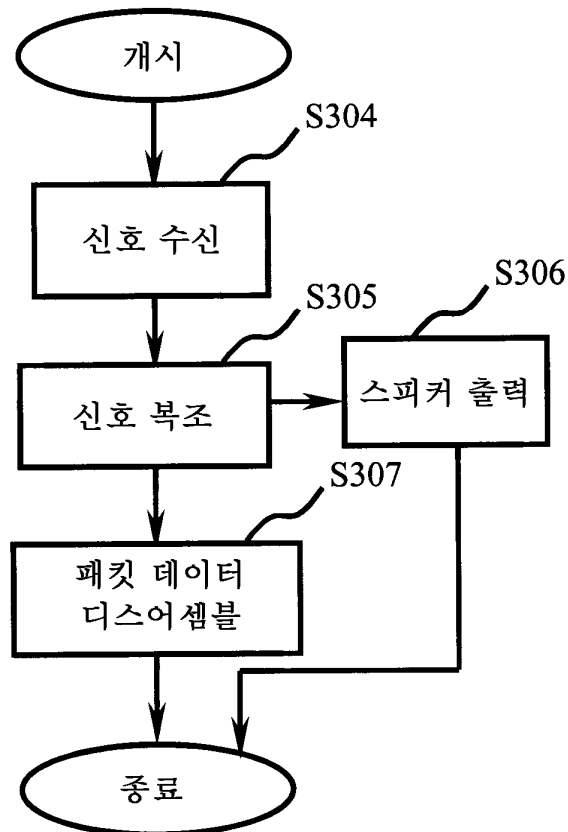 개시
S304
신호 수신
S305
S306
신호 복조
스피커 출력
S307
패킷 데이터
디스어셈블
종료